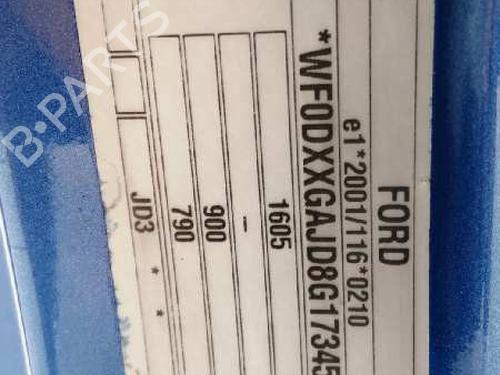 FORD
e1*2001/116*0210
*WF0DXXGAJD8G17345
1605
-
900
790
JD3 * *
B-PARTS